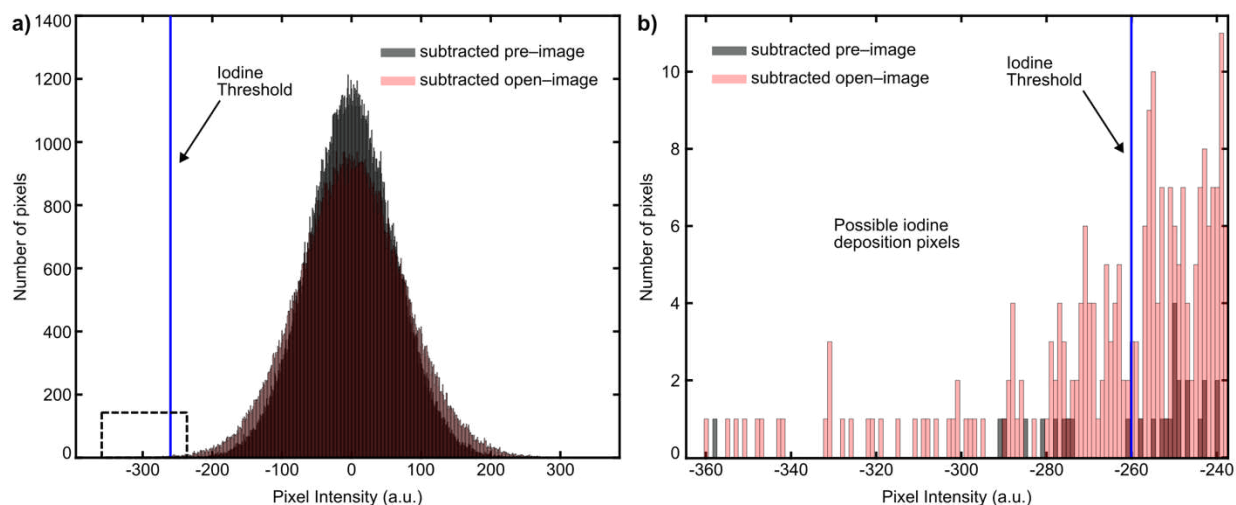 a)
1400
1200
1000
800
600
400
200
0
Number of pixels
Iodine
Threshold
subtracted pre–image
subtracted open–image
-300
-200
-100
0
100
200
300
Pixel Intensity (a.u.)
b)
10
8
6
4
2
0
Number of pixels
subtracted pre–image
subtracted open–image
Iodine
Threshold
Possible iodine
deposition pixels
-360
-340
-320
-300
-280
-260
-240
Pixel Intensity (a.u.)